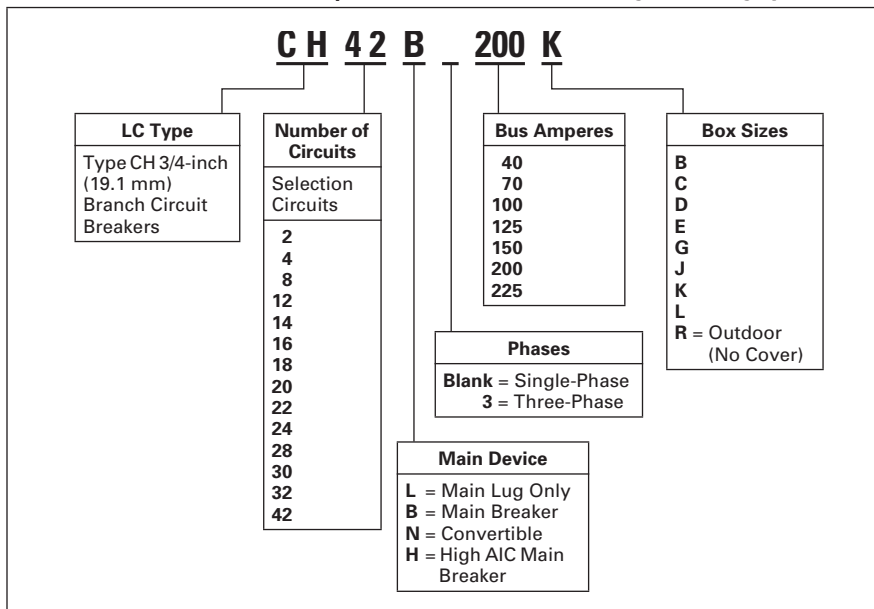 CH 42 B _ 200 K
LC Type
Type CH 3/4-inch
(19.1 mm)
Branch Circuit
Breakers
Number of
Circuits
Selection
Circuits
2
4
8
12
14
16
18
20
22
24
28
30
32
42
Bus Amperes
40
70
100
125
150
200
225
Box Sizes
B
C
D
E
G
J
K
L
R = Outdoor
(No Cover)
Phases
Blank = Single-Phase
3 = Three-Phase
Main Device
L = Main Lug Only
B = Main Breaker
N = Convertible
H = High AIC Main
Breaker